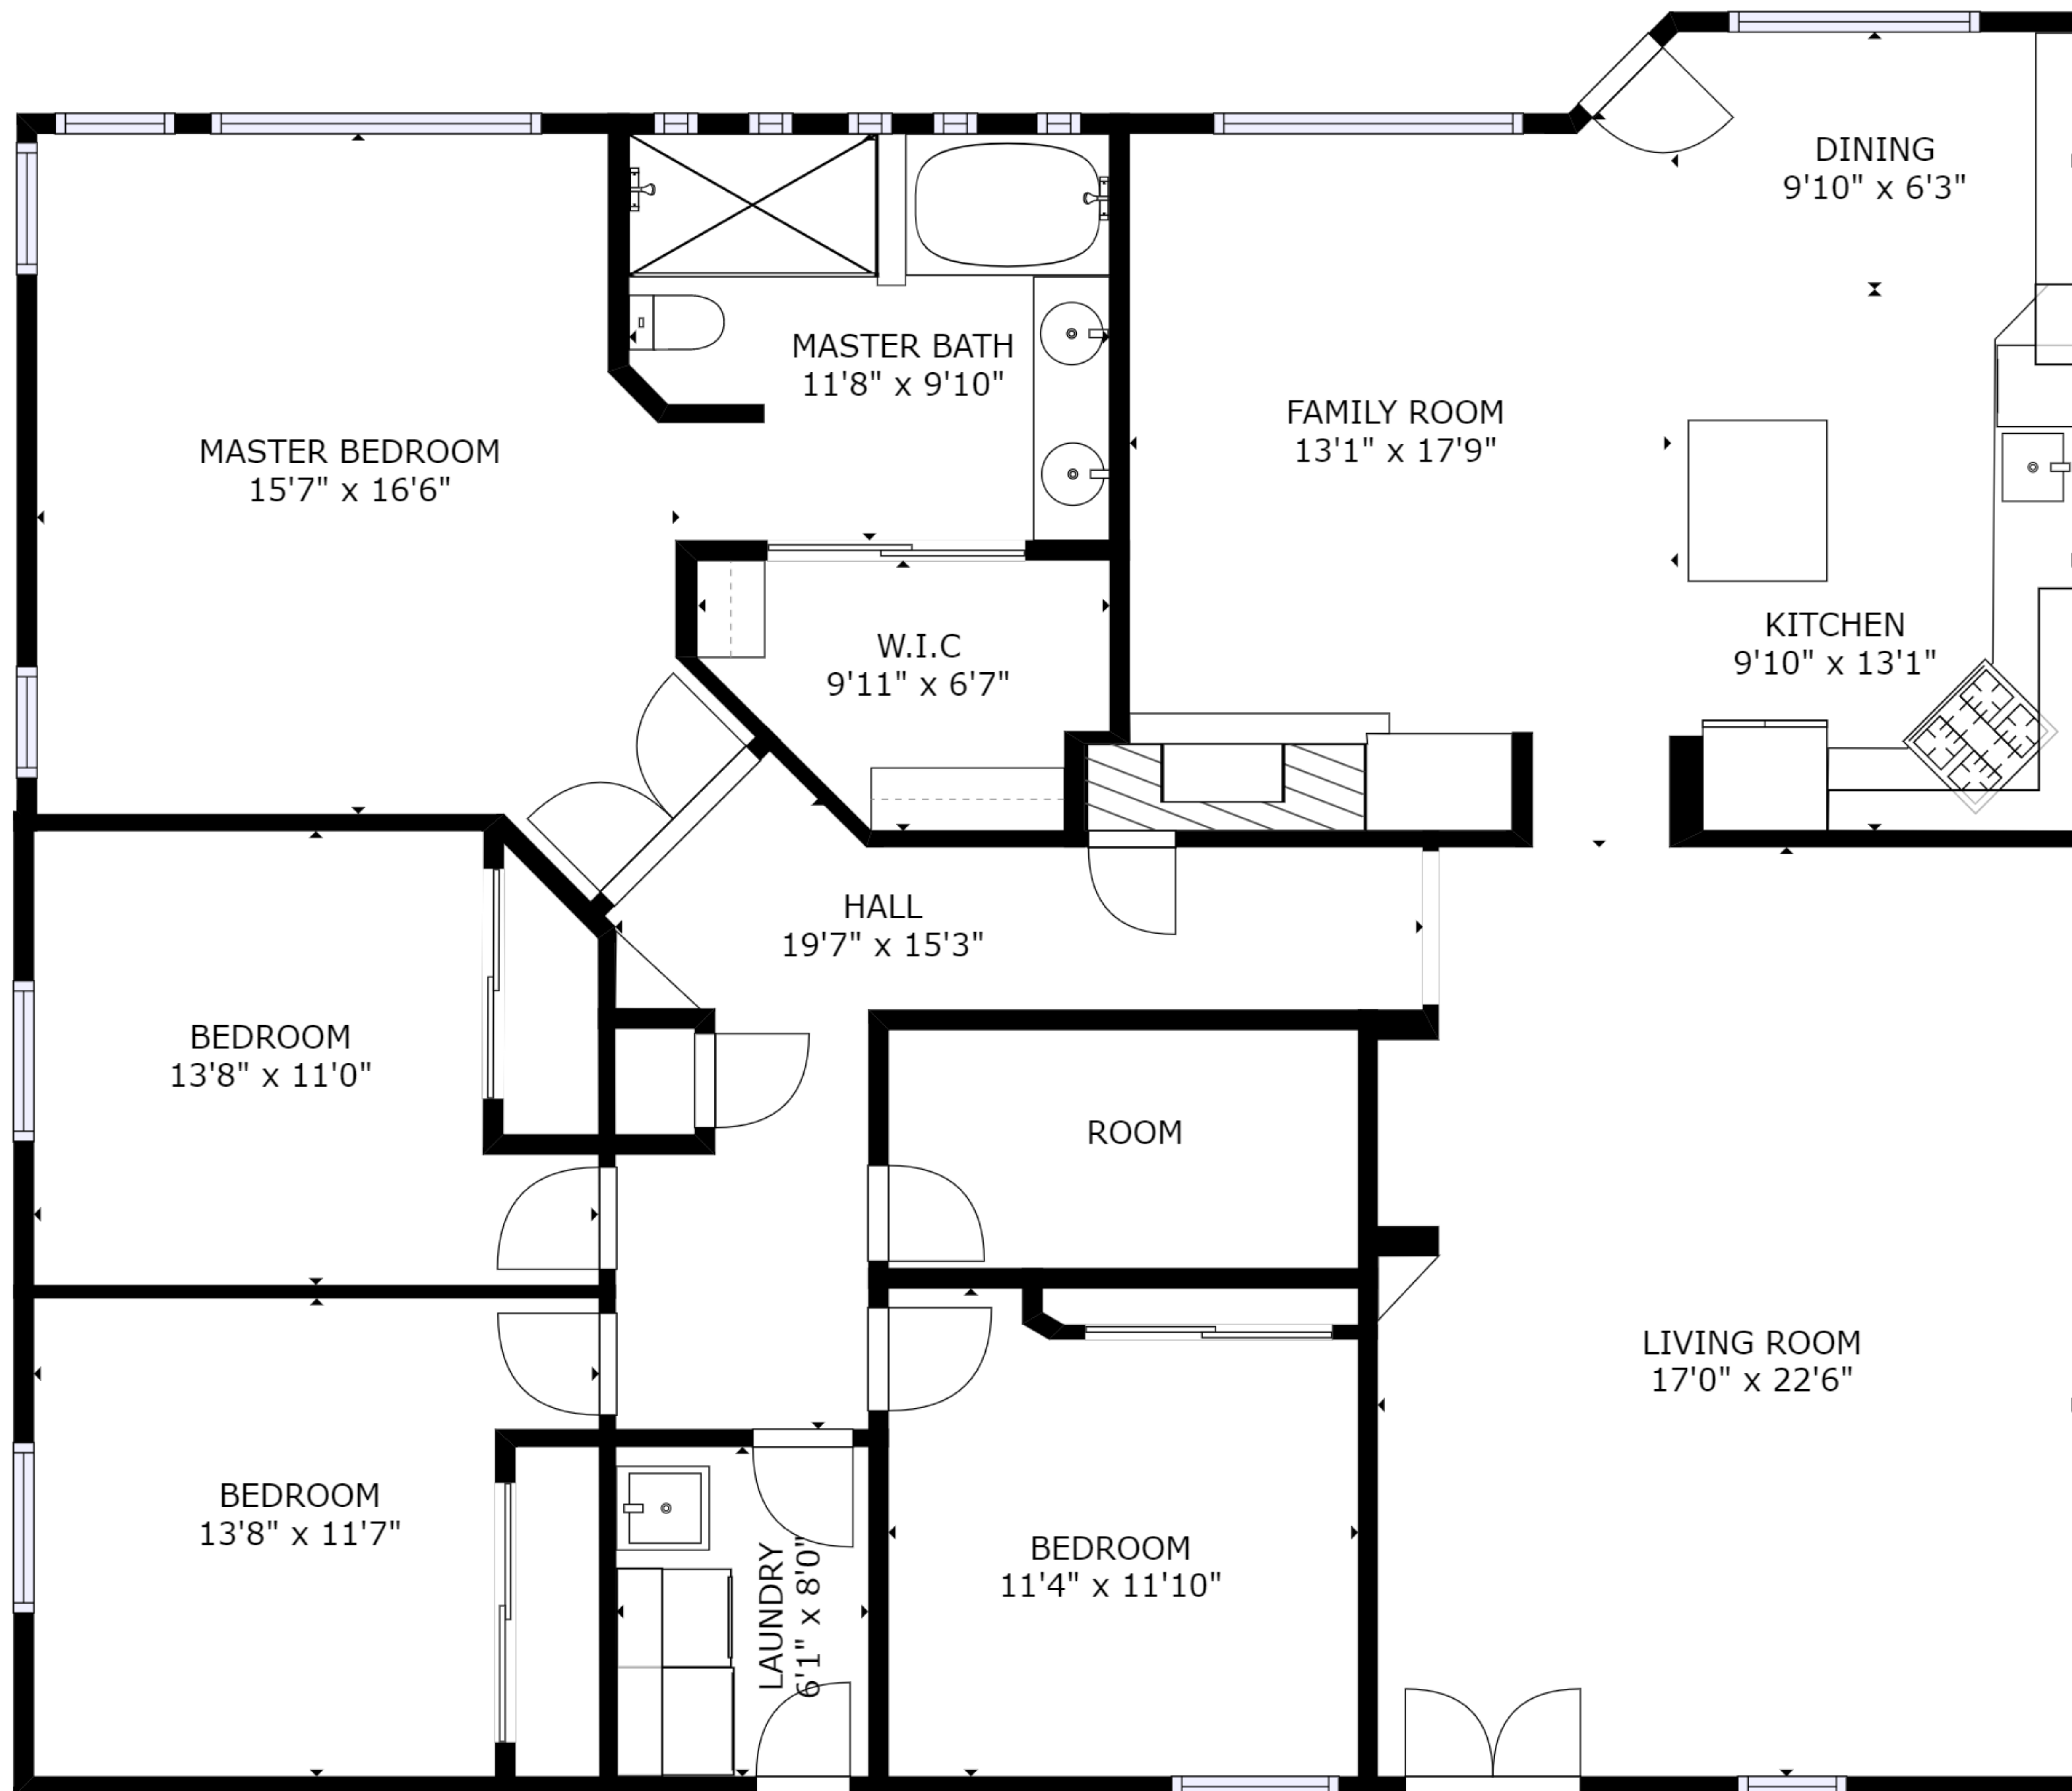 DINING
9'10" x 6'3"
MASTER BATH
11'8" x 9'10"
FAMILY ROOM
13'1" x 17'9"
MASTER BEDROOM
15'7" x 16'6"
W.I.C
9'11" x 6'7"
KITCHEN
9'10" x 13'1"
HALL
19'7" x 15'3"
BEDROOM
13'8" x 11'0"
ROOM
LIVING ROOM
17'0" x 22'6"
BEDROOM
13'8" x 11'7"
LAUNDRY
6'1" x 8'0"
BEDROOM
11'4" x 11'10"